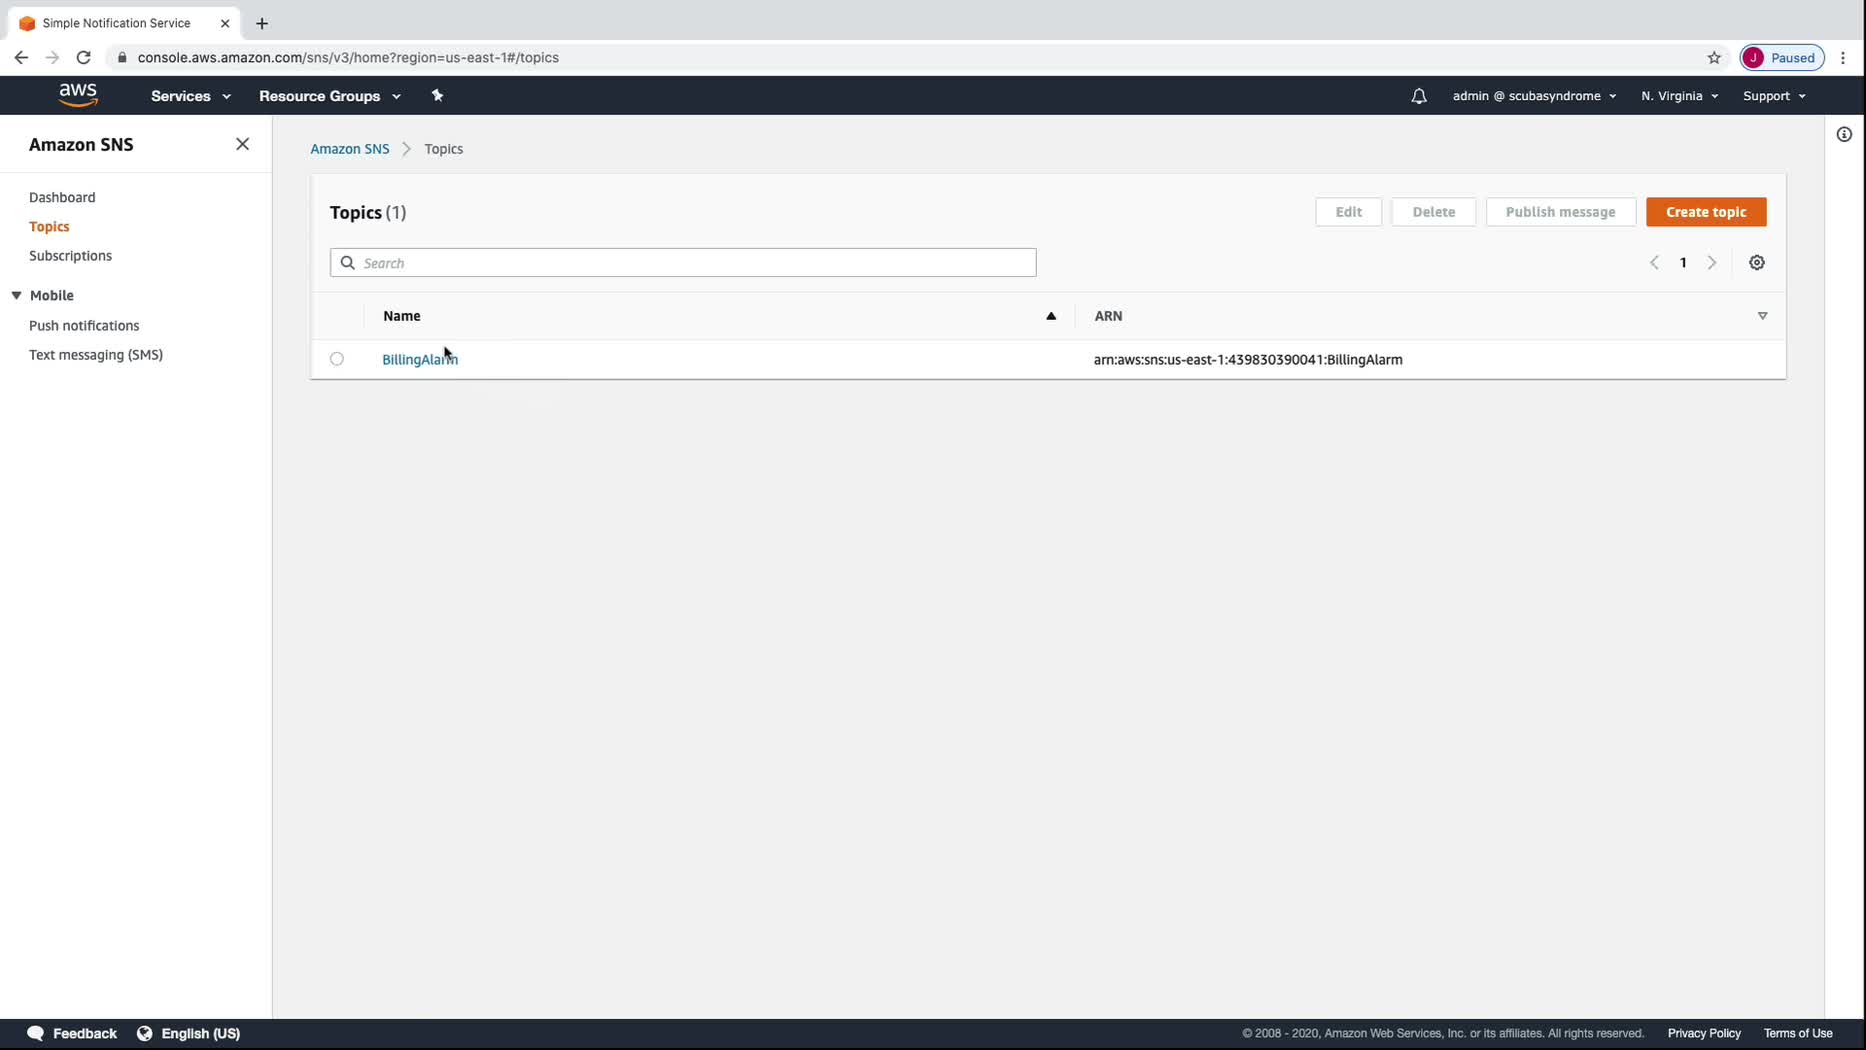 Simple Notification Service
console.aws.amazon.com/sns/v3/home?region=us-east-1#/topics
J Paused
aws Services Resource Groups admin @ scubasyndrome N. Virginia Support
Amazon SNS
Dashboard
Topics
Subscriptions
Mobile
Push notifications
Text messaging (SMS)
Amazon SNS Topics
Topics (1) Edit Delete Publish message Create topic
Search 1
Name ARN
BillingAlarm arn:aws:sns:us-east-1:439830390041:BillingAlarm
Feedback English (US) © 2008 - 2020, Amazon Web Services, Inc. or its affiliates. All rights reserved. Privacy Policy Terms of Use